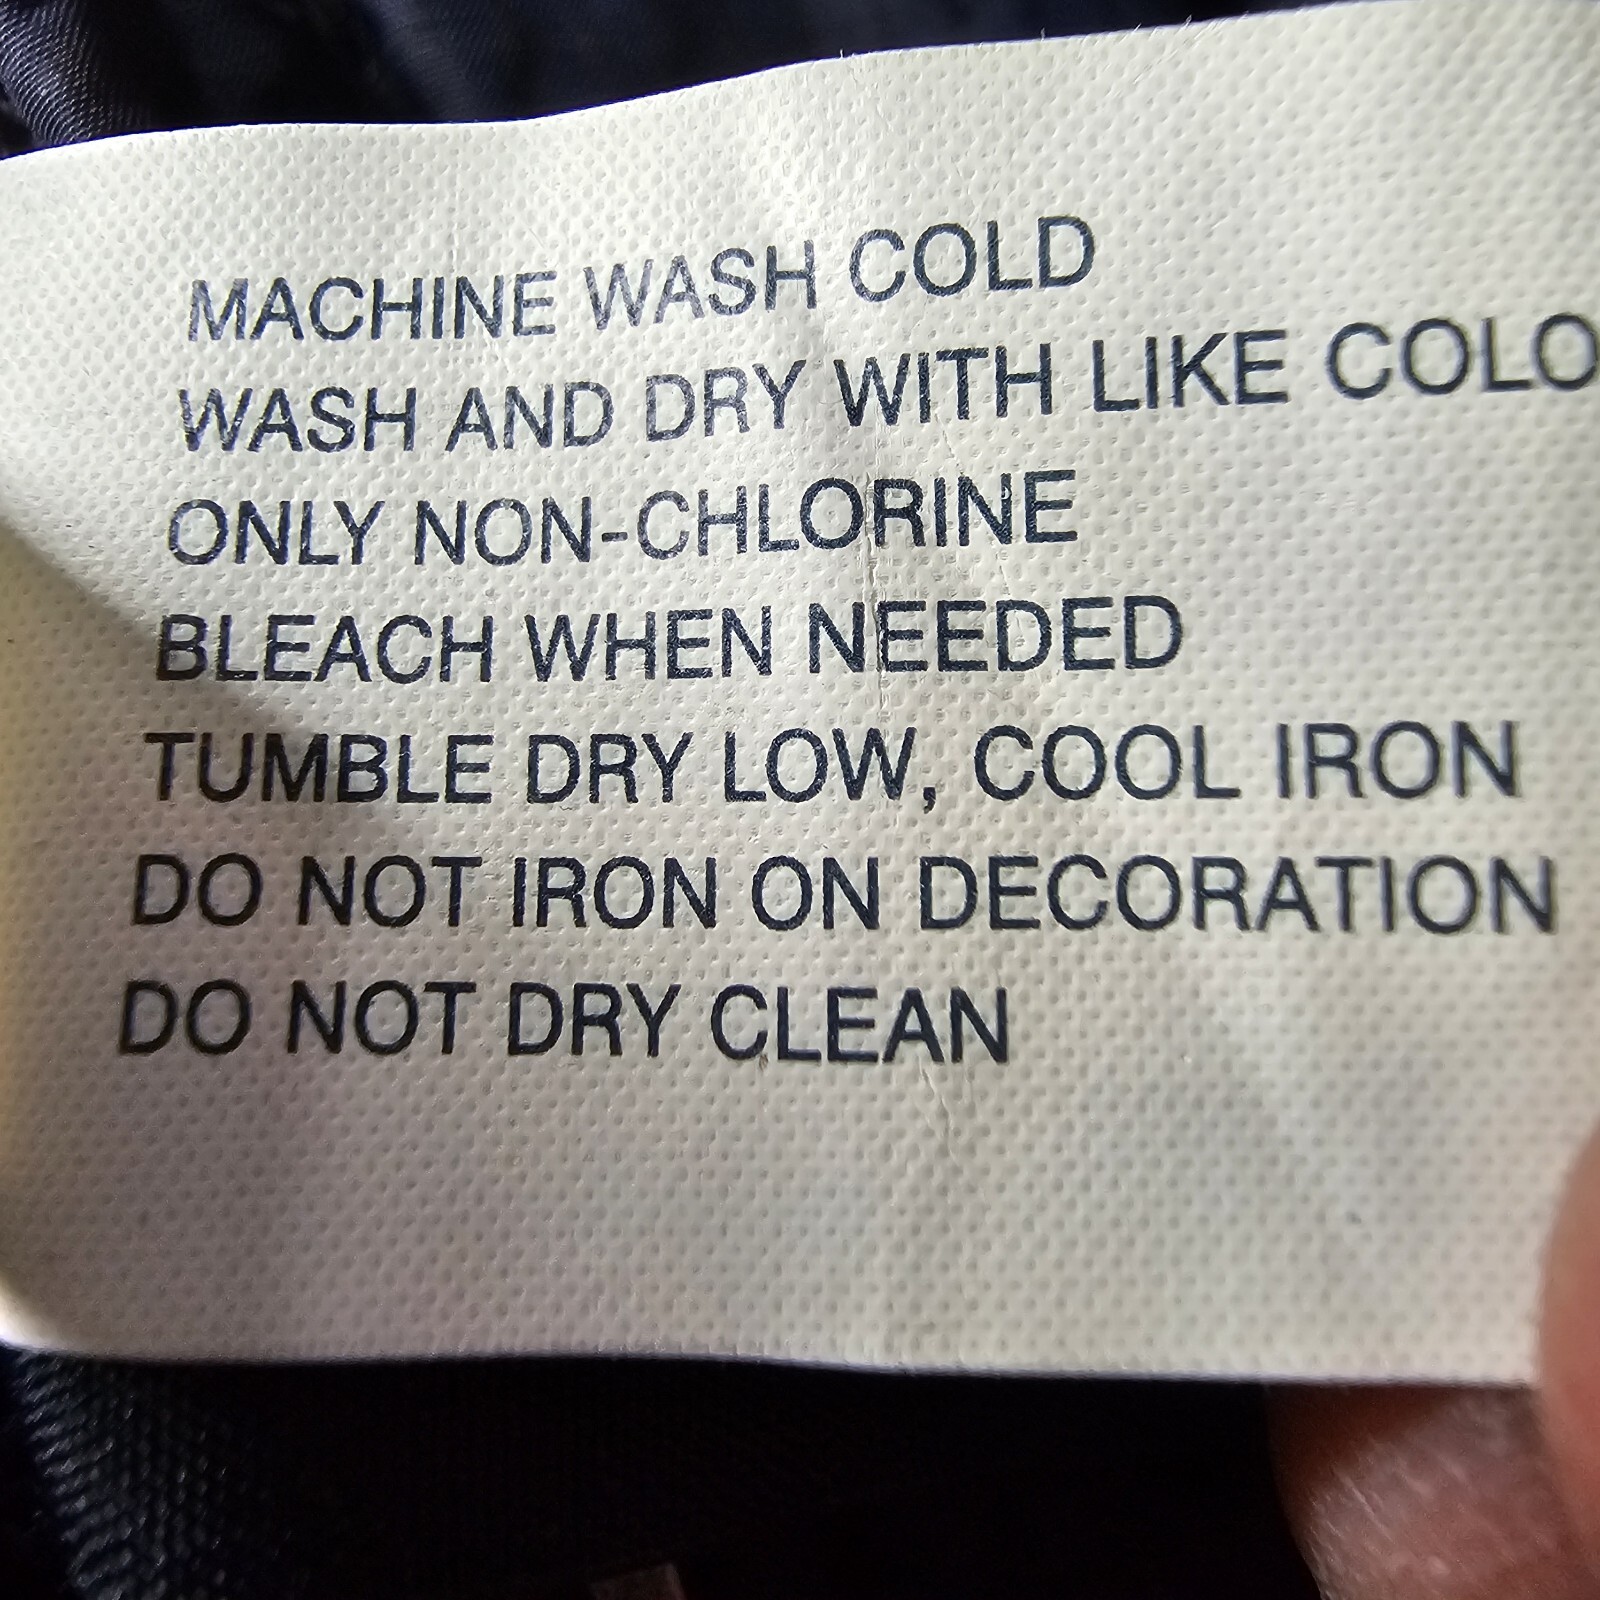 MACHINE WASH COLD
WASH AND DRY WITH LIKE COLO
ONLY NON-CHLORINE
BLEACH WHEN NEEDED
TUMBLE DRY LOW, COOL IRON
DO NOT IRON ON DECORATION
DO NOT DRY CLEAN